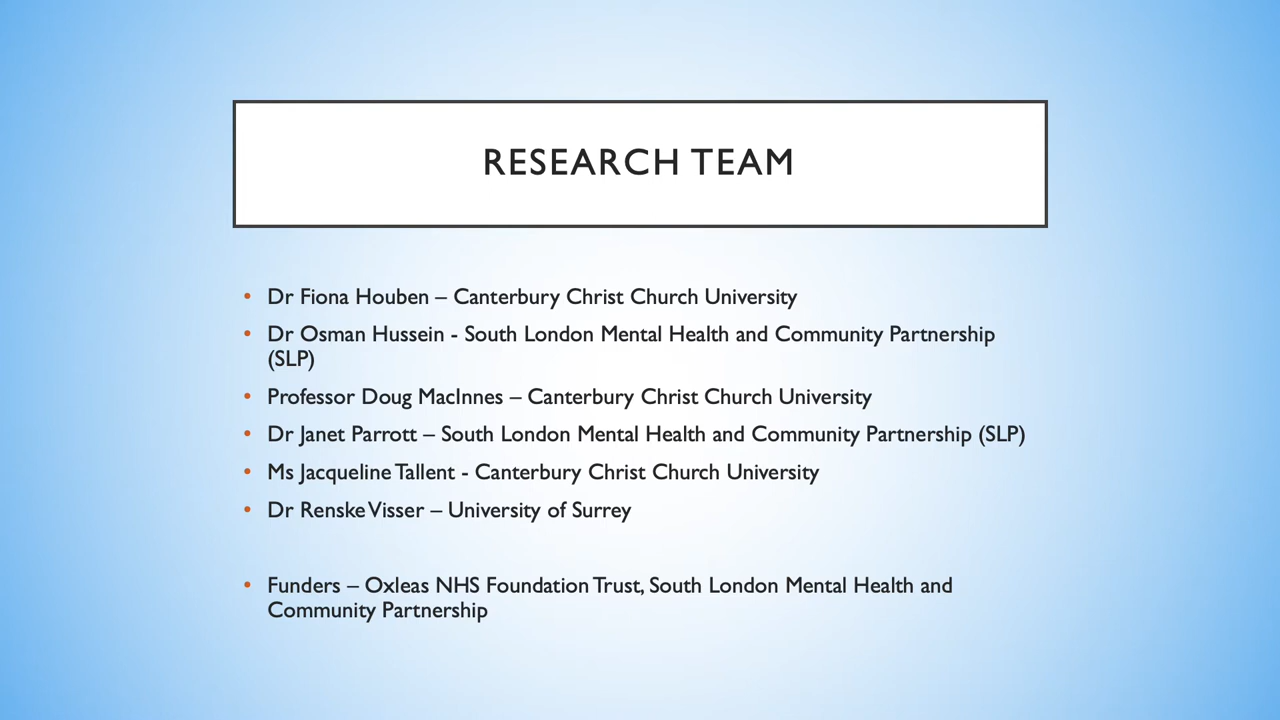 RESEARCH TEAM
• Dr Fiona Houben – Canterbury Christ Church University
• Dr Osman Hussein - South London Mental Health and Community Partnership
(SLP)
• Professor Doug MacInnes – Canterbury Christ Church University
• Dr Janet Parrott – South London Mental Health and Community Partnership (SLP)
• Ms Jacqueline Tallent - Canterbury Christ Church University
• Dr Renske Visser – University of Surrey
• Funders – Oxleas NHS Foundation Trust, South London Mental Health and
Community Partnership